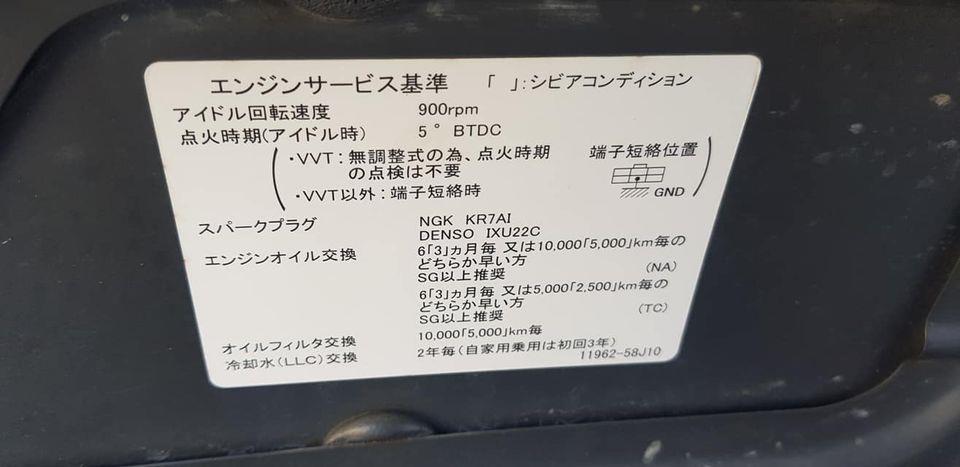 エンジンサービス基準 「 」:シビアコンディション
アイドル回転速度 900rpm
点火時期(アイドル時) 5° BTDC
・VVT:無調整式の為、点火時期
の点検は不要
・VVT以外:端子短絡時
端子短絡位置
GND
スパークプラグ NGK KR7AI
DENSO IXU22C
エンジンオイル交換 6「3」ヵ月毎 又は10,000「5,000」km毎の
どちらか早い方
SG以上推奨 (NA)
6「3」ヵ月毎 又は5,000「2,500」km毎の
どちらか早い方
SG以上推奨 (TC)
オイルフィルタ交換 10,000「5,000」km毎
冷却水(LLC)交換 2年毎(自家用乗用は初回3年)
11962-58J10